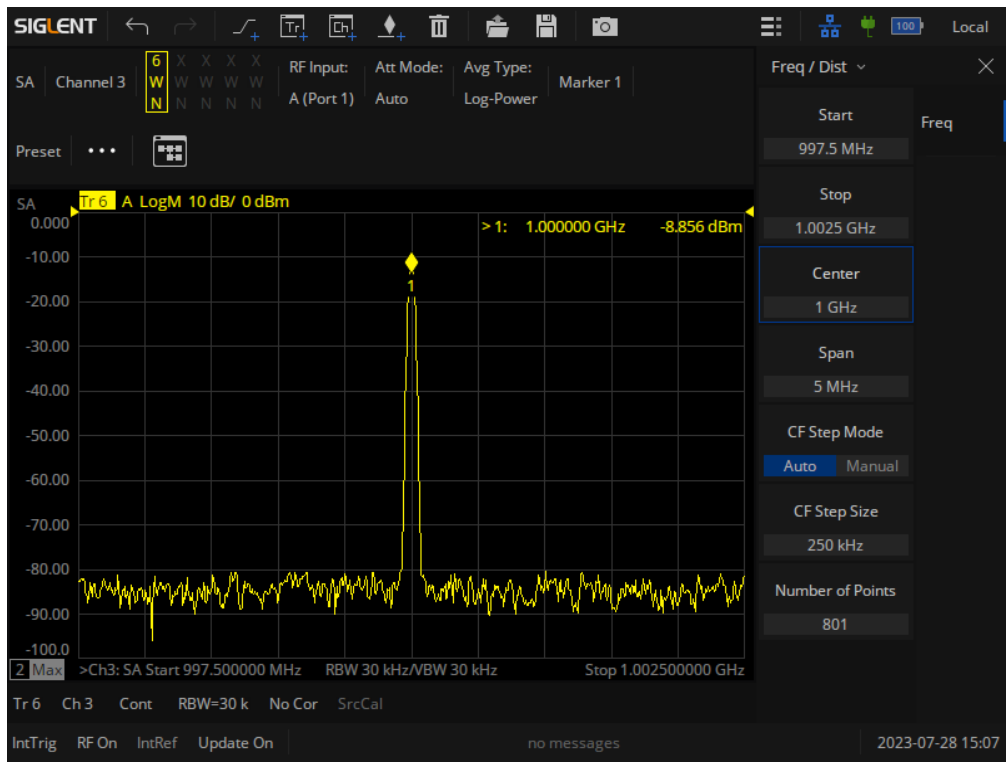 SIGLENT Tr Ch 100 Local
SA Channel 3 6 X X X X RF Input: Att Mode: Avg Type: Marker 1
W W W W W
N N N N N A (Port 1) Auto Log-Power
Preset •••
SA Tr 6 A LogM 10 dB/ 0 dBm
> 1: 1.000000 GHz -8.856 dBm
0.000
-10.00
1
-20.00
-30.00
-40.00
-50.00
-60.00
-70.00
-80.00
-90.00
-100.0
2 Max >Ch3: SA Start 997.500000 MHz RBW 30 kHz/VBW 30 kHz Stop 1.002500000 GHz
Tr 6 Ch 3 Cont RBW=30 k No Cor SrcCal
IntTrig RF On IntRef Update On no messages 2023-07-28 15:07
Freq / Dist
Freq
Start
997.5 MHz
Stop
1.0025 GHz
Center
1 GHz
Span
5 MHz
CF Step Mode
Auto Manual
CF Step Size
250 kHz
Number of Points
801